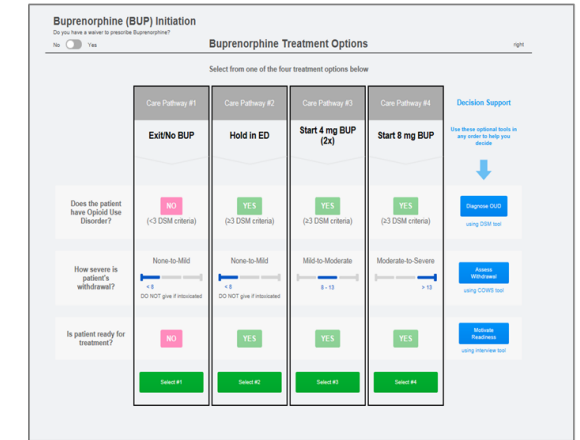 Buprenorphine (BUP) Initiation
Do you have a waiver to prescribe Buprenorphine?
No Yes
Buprenorphine Treatment Options
right
Select from one of the four treatment options below
Care Pathway #1 Care Pathway #2 Care Pathway #3 Care Pathway #4 Decision Support
Exit/No BUP Hold in ED Start 4 mg BUP (2x) Start 8 mg BUP
Use these optional tools in
any order to help you
decide
Does the patient
have Opioid Use
Disorder?
NO YES YES YES Diagnose OUD
(<3 DSM criteria) (≥3 DSM criteria) (≥3 DSM criteria) (≥3 DSM criteria) using DSM tool
How severe is
patient's
withdrawal?
None-to-Mild None-to-Mild Mild-to-Moderate Moderate-to-Severe
< 8 < 8 8 - 13 > 13
DO NOT give if intoxicated DO NOT give if intoxicated
Assess
Withdrawal
using COWS tool
Is patient ready for
treatment?
NO YES YES YES
Motivate
Readiness
using Interview tool
Select #1 Select #2 Select #3 Select #4